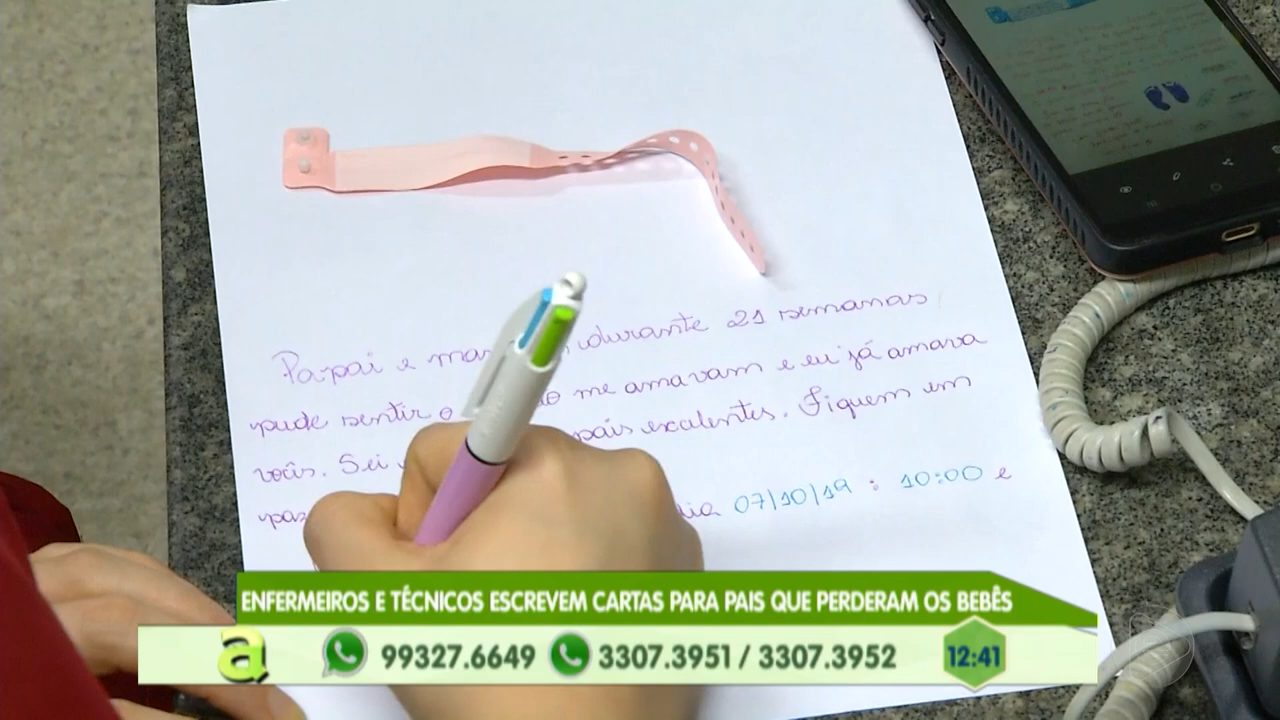 Papai e durante 21 semanas
pude sentir o me amavam e eu já amava
vocês. Sei pais excelentes. Fiquem em
07/10/19 : 10:00 e
ENFERMEIROS E TÉCNICOS ESCREVEM CARTAS PARA PAIS QUE PERDERAM OS BEBÊS
a 99327.6649 3307.3951 / 3307.3952 12:41